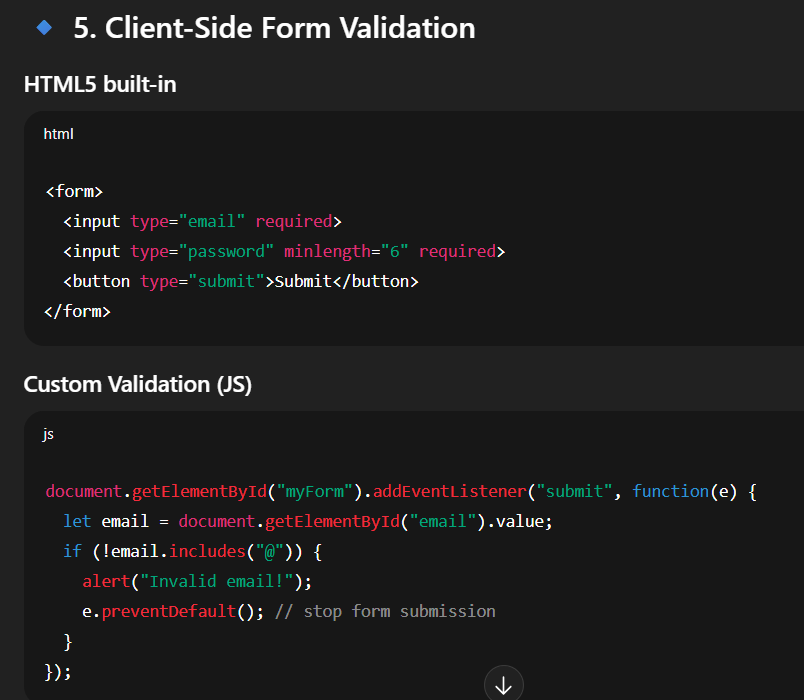 5. Client-Side Form Validation
HTML5 built-in
html
<form>
  <input type="email" required>
  <input type="password" minlength="6" required>
  <button type="submit">Submit</button>
</form>
Custom Validation (JS)
js
document.getElementById("myForm").addEventListener("submit", function(e) {
  let email = document.getElementById("email").value;
  if (!email.includes("@")) {
    alert("Invalid email!");
    e.preventDefault(); // stop form submission
  }
});